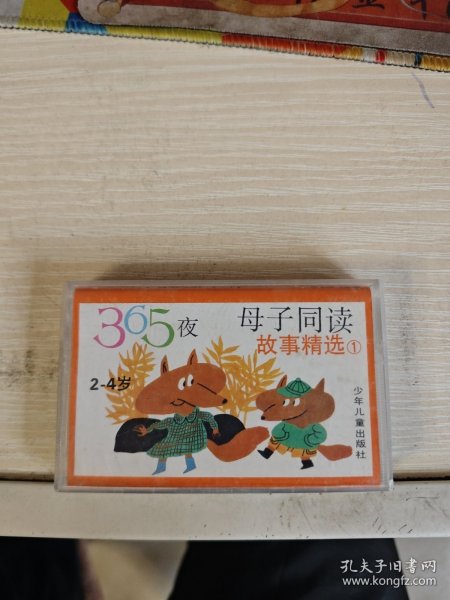 365夜
母子同读
故事精选①
2-4岁
少年儿童出版社
孔夫子旧书网
www.kongfz.com